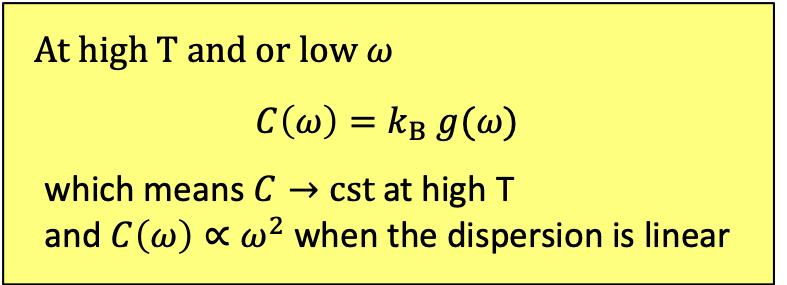 At high T and or low ω
C(ω) = k_B g(ω)
which means C → cst at high T
and C(ω) ∝ ω² when the dispersion is linear